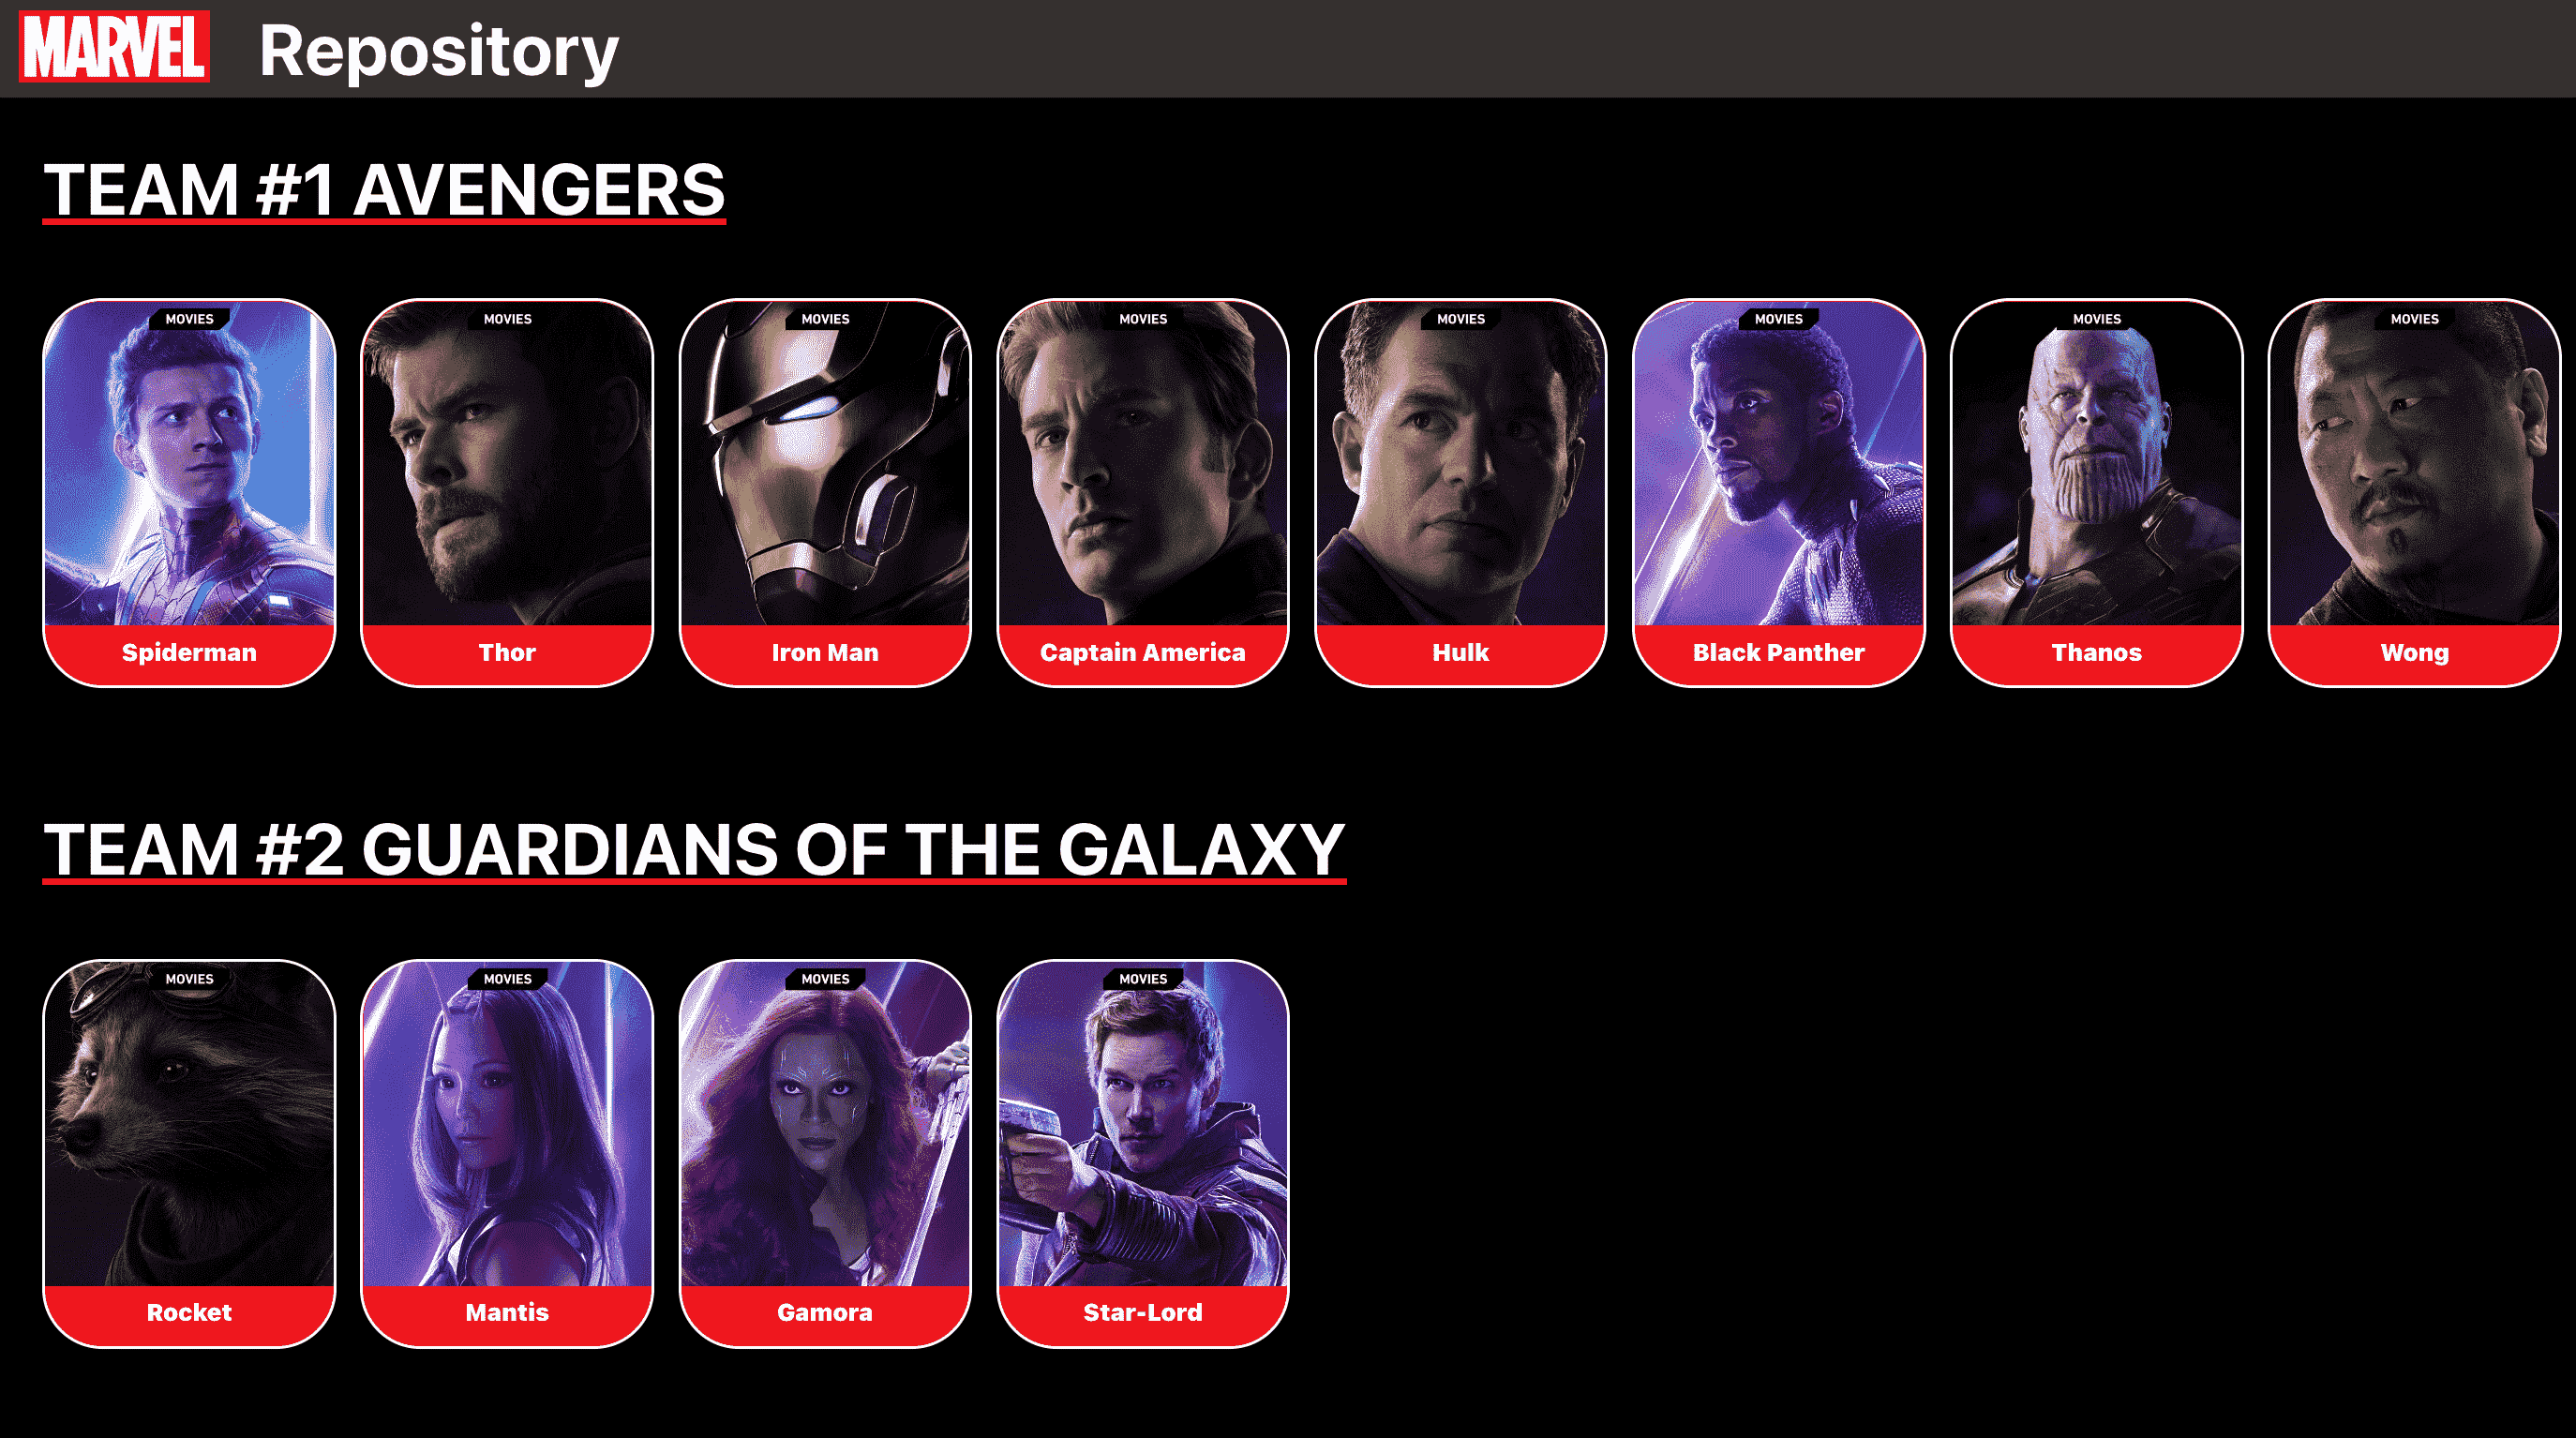 MARVEL Repository
TEAM #1 AVENGERS
MOVIES MOVIES MOVIES MOVIES MOVIES MOVIES MOVIES MOVIES
Spiderman Thor Iron Man Captain America Hulk Black Panther Thanos Wong
TEAM #2 GUARDIANS OF THE GALAXY
MOVIES MOVIES MOVIES MOVIES
Rocket Mantis Gamora Star-Lord